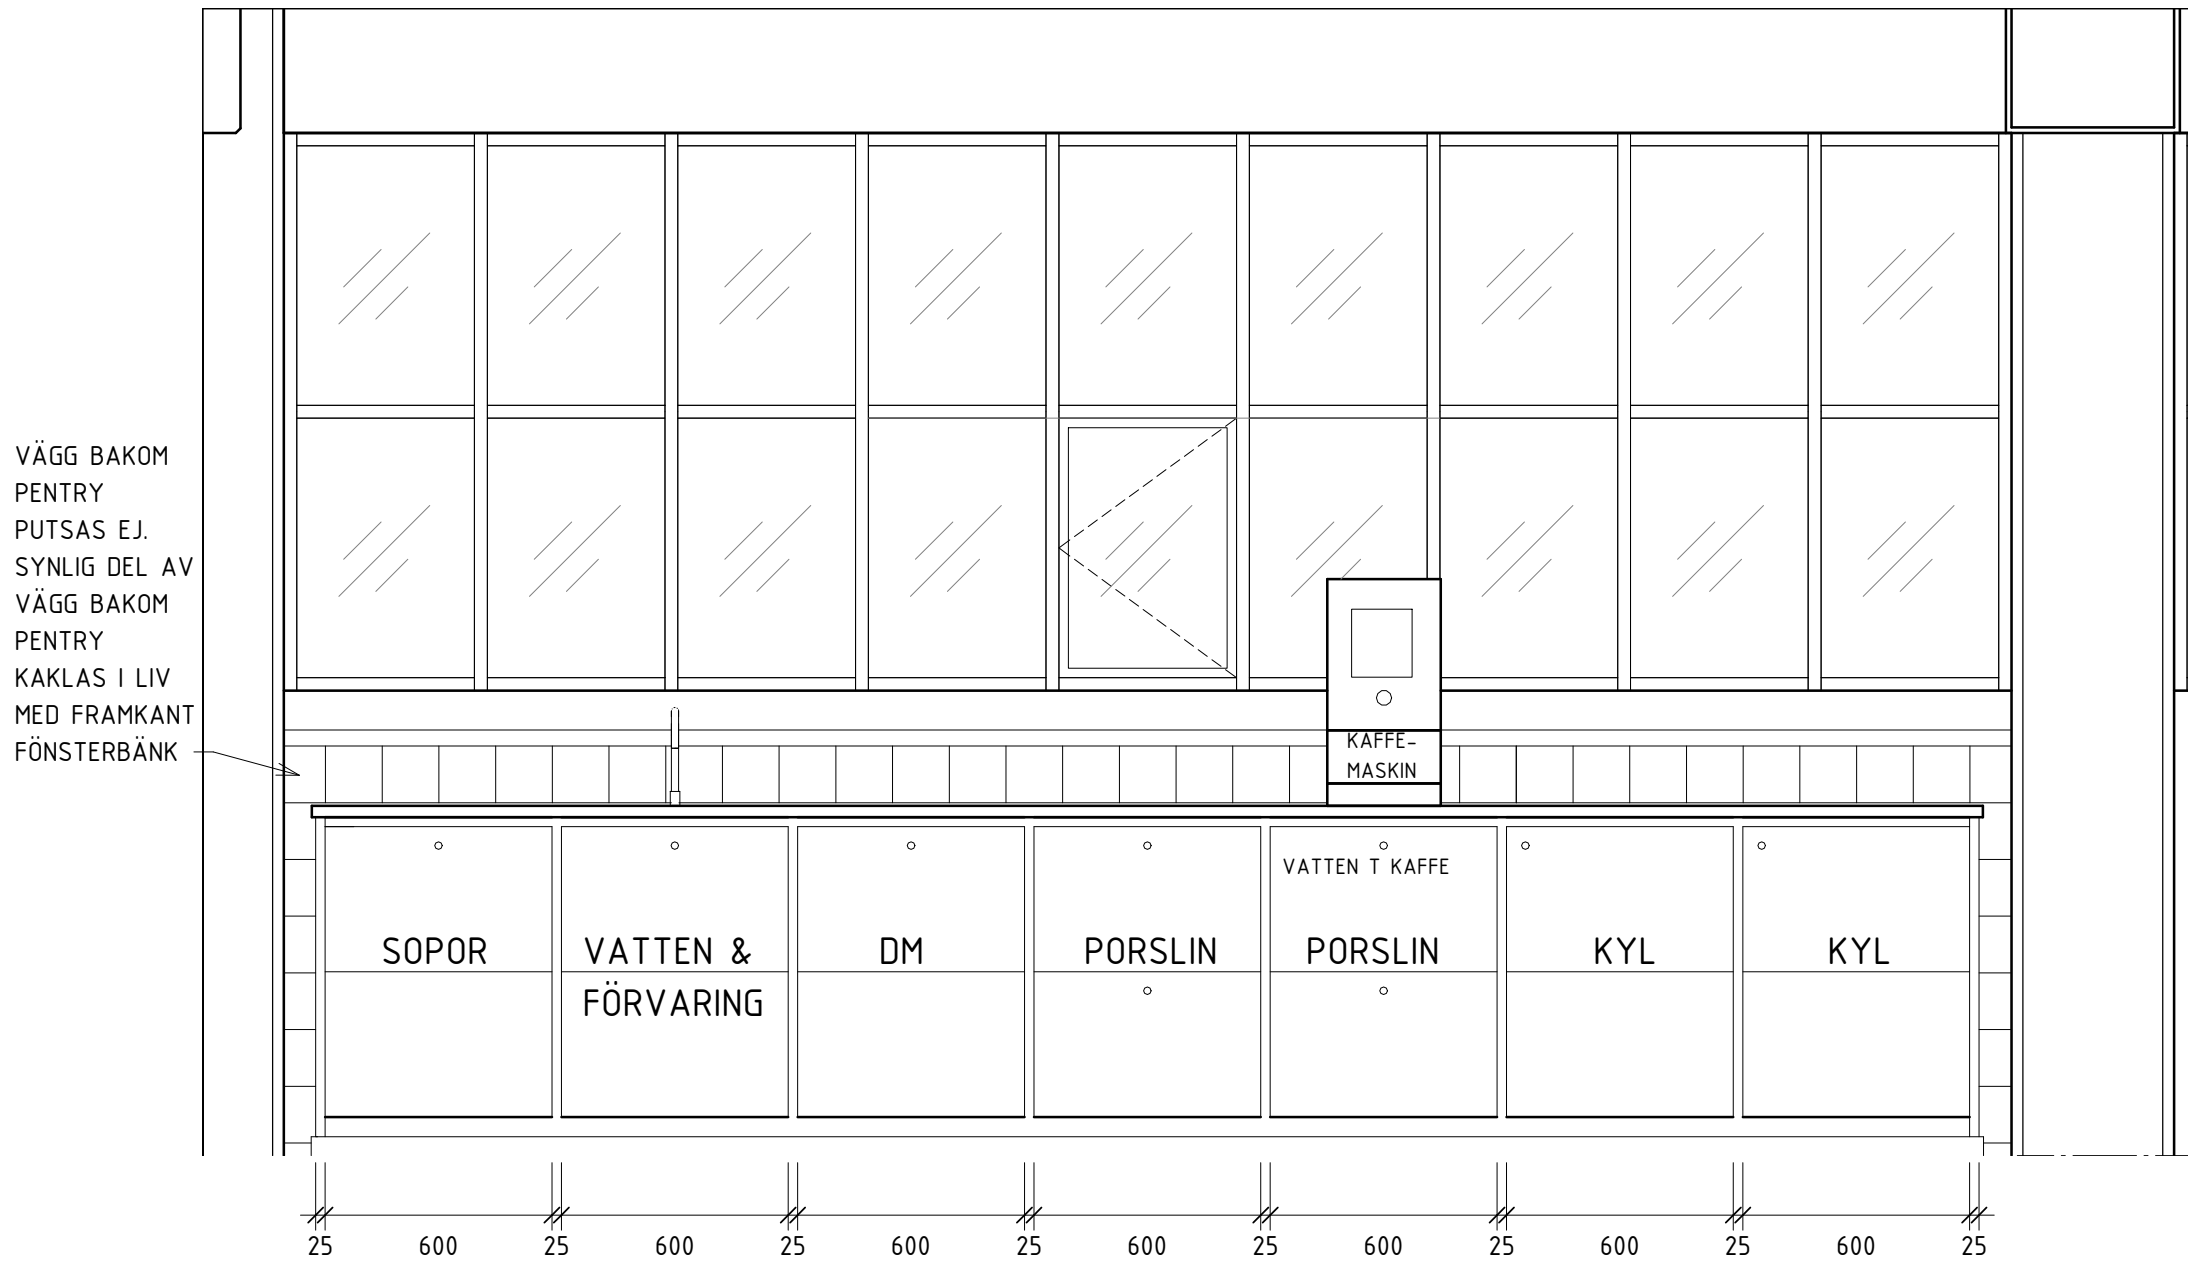 VÄGG BAKOM
PENTRY
PUTSAS EJ.
SYNLIG DEL AV
VÄGG BAKOM
PENTRY
KAKLAS I LIV
MED FRAMKANT
FÖNSTERBÄNK
KAFFE-
MASKIN
VATTEN T KAFFE
SOPOR
VATTEN &
FÖRVARING
DM
PORSLIN
PORSLIN
KYL
KYL
25 600 25 600 25 600 25 600 25 600 25 600 25 600 25